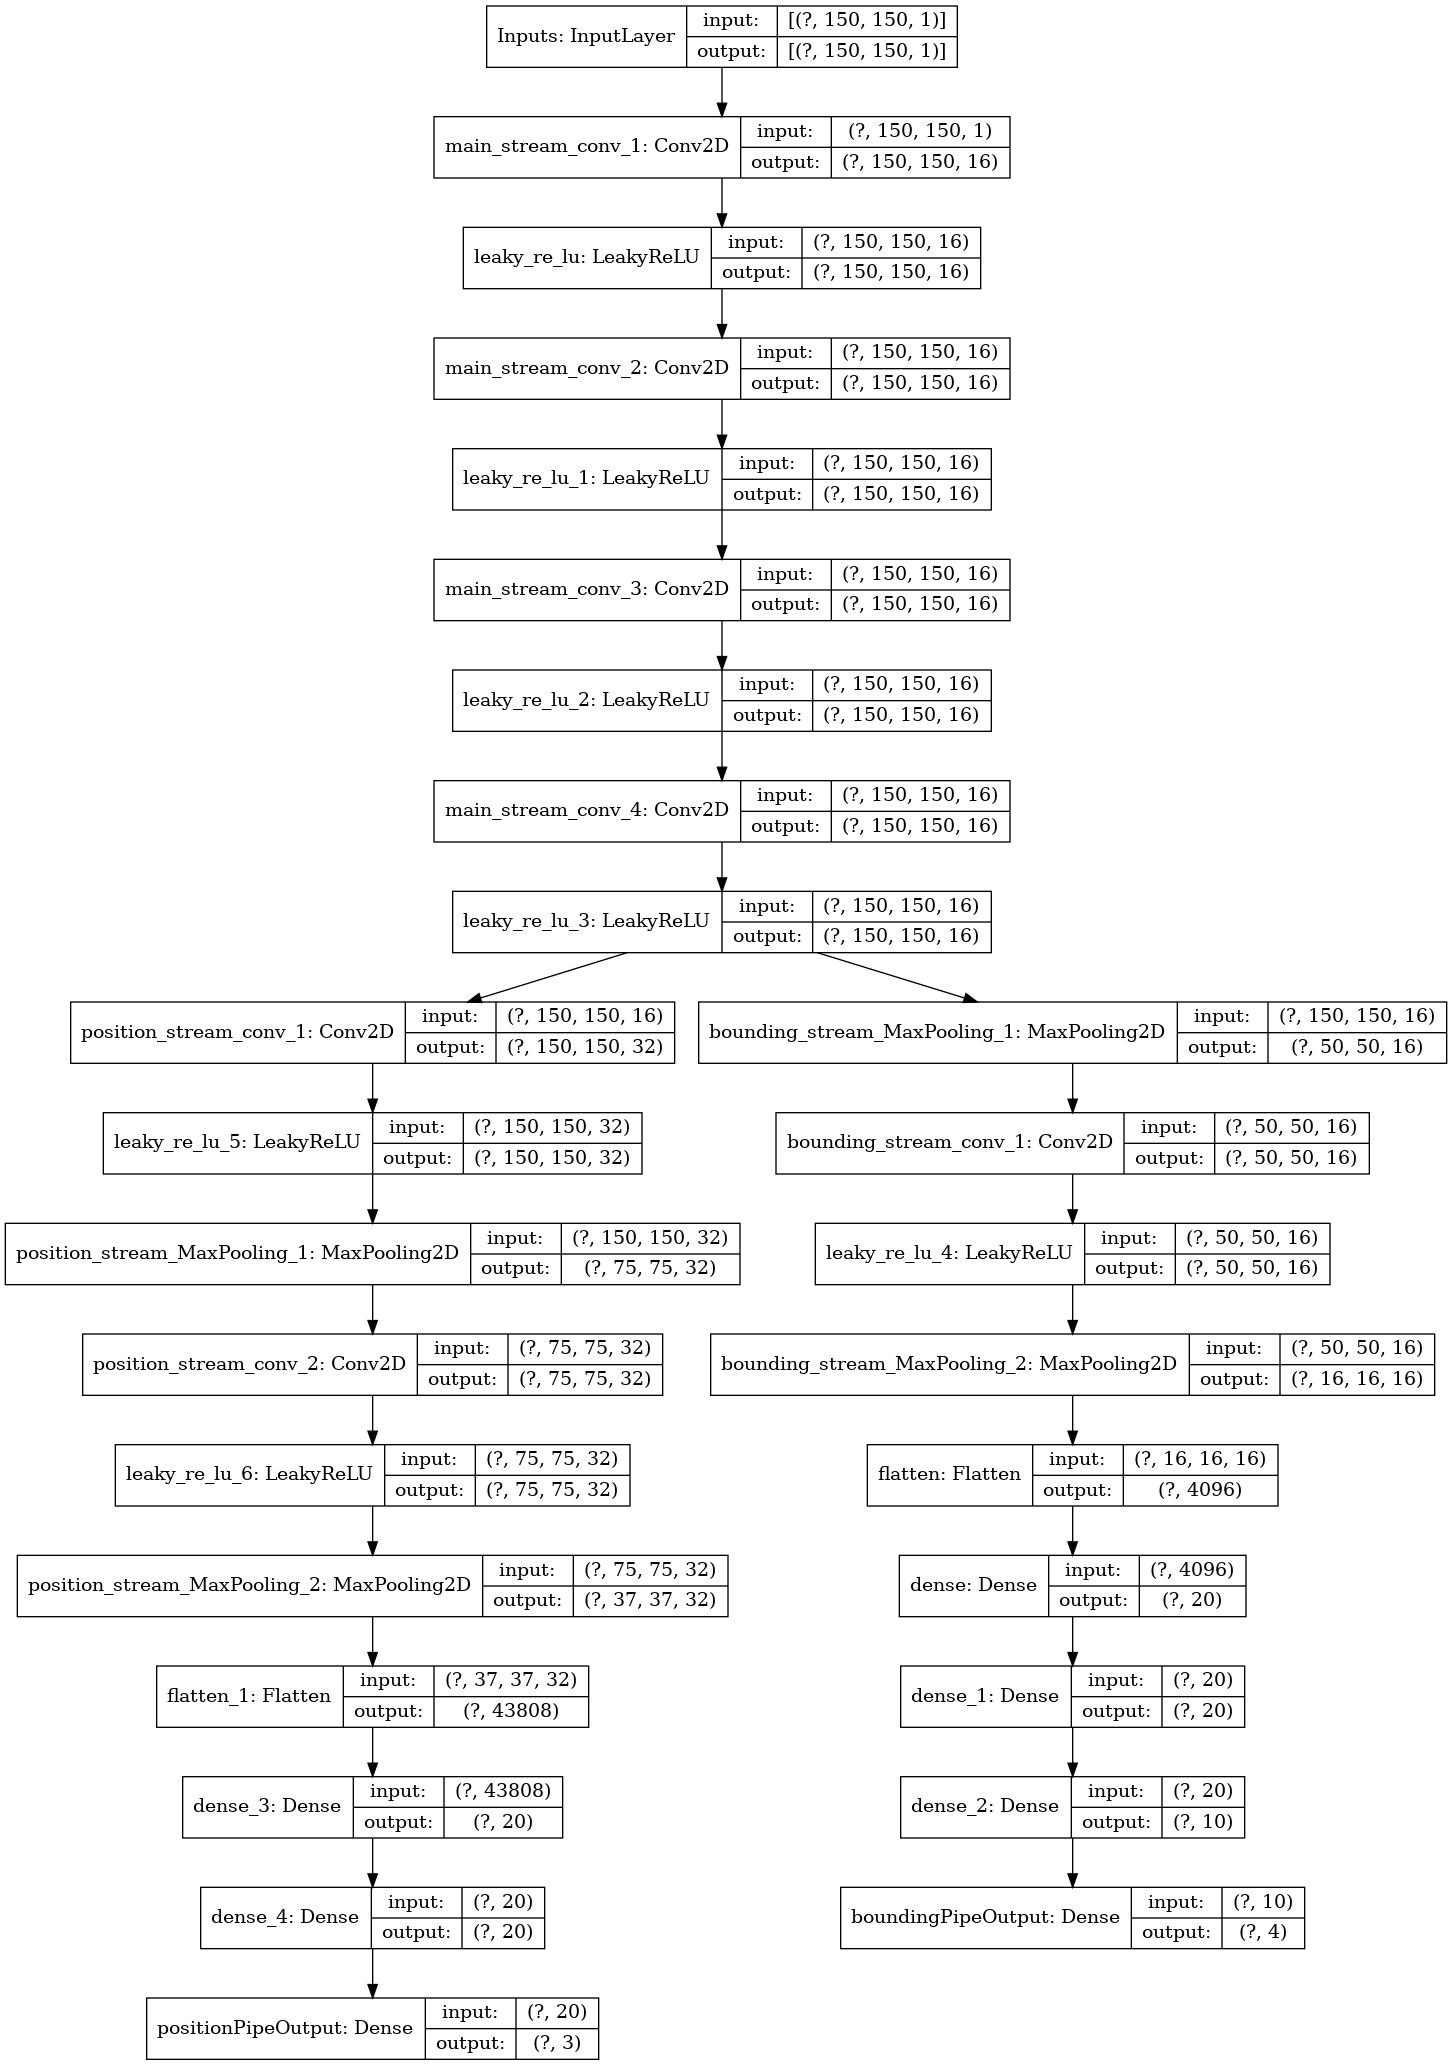 Inputs: InputLayer
input:
[(?, 150, 150, 1)]
output:
[(?, 150, 150, 1)]
main_stream_conv_1: Conv2D
input:
(?, 150, 150, 1)
output:
(?, 150, 150, 16)
leaky_re_lu: LeakyReLU
input:
(?, 150, 150, 16)
output:
(?, 150, 150, 16)
main_stream_conv_2: Conv2D
input:
(?, 150, 150, 16)
output:
(?, 150, 150, 16)
leaky_re_lu_1: LeakyReLU
input:
(?, 150, 150, 16)
output:
(?, 150, 150, 16)
main_stream_conv_3: Conv2D
input:
(?, 150, 150, 16)
output:
(?, 150, 150, 16)
leaky_re_lu_2: LeakyReLU
input:
(?, 150, 150, 16)
output:
(?, 150, 150, 16)
main_stream_conv_4: Conv2D
input:
(?, 150, 150, 16)
output:
(?, 150, 150, 16)
leaky_re_lu_3: LeakyReLU
input:
(?, 150, 150, 16)
output:
(?, 150, 150, 16)
position_stream_conv_1: Conv2D
input:
(?, 150, 150, 16)
output:
(?, 150, 150, 32)
leaky_re_lu_5: LeakyReLU
input:
(?, 150, 150, 32)
output:
(?, 150, 150, 32)
position_stream_MaxPooling_1: MaxPooling2D
input:
(?, 150, 150, 32)
output:
(?, 75, 75, 32)
position_stream_conv_2: Conv2D
input:
(?, 75, 75, 32)
output:
(?, 75, 75, 32)
leaky_re_lu_6: LeakyReLU
input:
(?, 75, 75, 32)
output:
(?, 75, 75, 32)
position_stream_MaxPooling_2: MaxPooling2D
input:
(?, 75, 75, 32)
output:
(?, 37, 37, 32)
flatten_1: Flatten
input:
(?, 37, 37, 32)
output:
(?, 43808)
dense_3: Dense
input:
(?, 43808)
output:
(?, 20)
dense_4: Dense
input:
(?, 20)
output:
(?, 20)
positionPipeOutput: Dense
input:
(?, 20)
output:
(?, 3)
bounding_stream_MaxPooling_1: MaxPooling2D
input:
(?, 150, 150, 16)
output:
(?, 50, 50, 16)
bounding_stream_conv_1: Conv2D
input:
(?, 50, 50, 16)
output:
(?, 50, 50, 16)
leaky_re_lu_4: LeakyReLU
input:
(?, 50, 50, 16)
output:
(?, 50, 50, 16)
bounding_stream_MaxPooling_2: MaxPooling2D
input:
(?, 50, 50, 16)
output:
(?, 16, 16, 16)
flatten: Flatten
input:
(?, 16, 16, 16)
output:
(?, 4096)
dense: Dense
input:
(?, 4096)
output:
(?, 20)
dense_1: Dense
input:
(?, 20)
output:
(?, 20)
dense_2: Dense
input:
(?, 20)
output:
(?, 10)
boundingPipeOutput: Dense
input:
(?, 10)
output:
(?, 4)